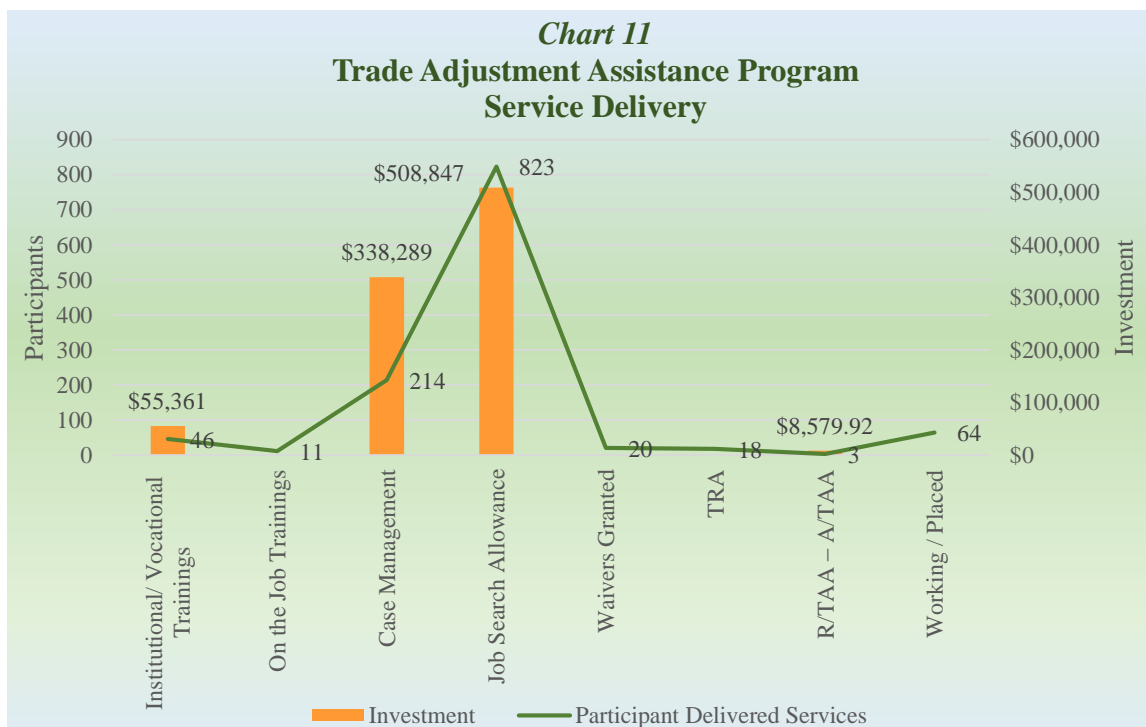 Chart 11
Trade Adjustment Assistance Program
Service Delivery
900
800
700
600
500
400
300
200
100
0
Participants
$600,000
$500,000
$400,000
$300,000
$200,000
$100,000
$0
Investment
$55,361
46
11
$338,289
214
$508,847
823
20
18
$8,579.92
3
64
Institutional/ Vocational
Trainings
On the Job Trainings
Case Management
Job Search Allowance
Waivers Granted
TRA
R/TAA – A/TAA
Working / Placed
Investment
Participant Delivered Services